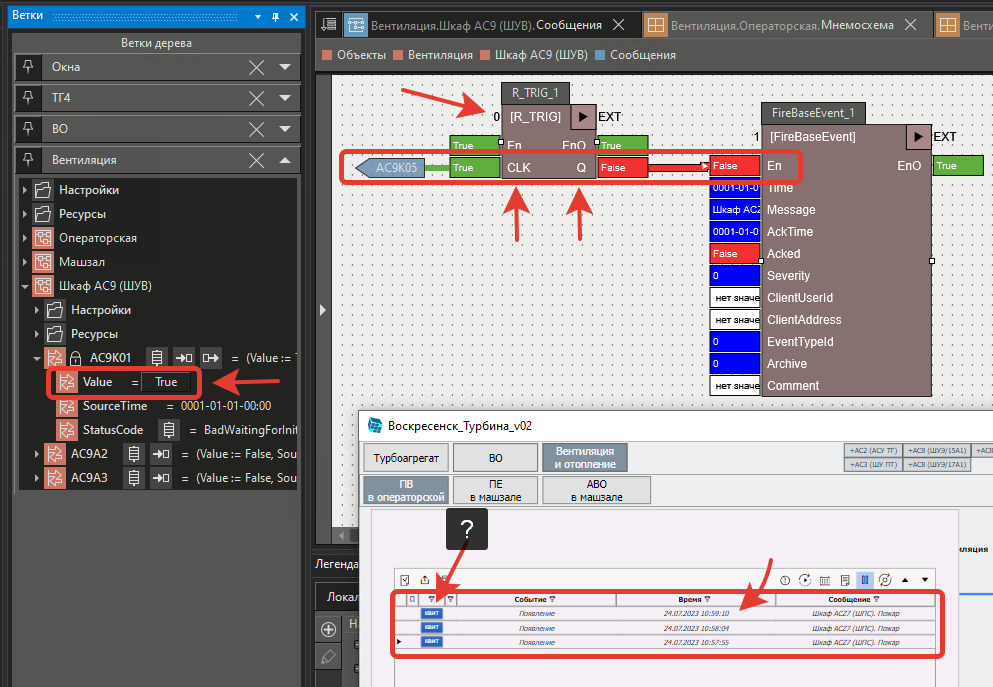 Ветки
Ветки дерева
Окна
ТГ4
ВО
Вентиляция
Настройки
Ресурсы
Операторская
Машзал
Шкаф АС9 (ШУВ)
Настройки
Ресурсы
AC9K01 = (Value := T
Value = True
SourceTime = 0001-01-01-00:00
StatusCode = BadWaitingForInit
AC9A2 = (Value := False, Sou
AC9A3 = (Value := False, Sou
Вентиляция.Шкаф АС9 (ШУВ).Сообщения
Вентиляция.Операторская.Мнемосхема
Венти
Объекты Вентиляция Шкаф АС9 (ШУВ) Сообщения
R_TRIG_1
0 [R_TRIG] EXT
True En EnO True
AC9K05 True CLK Q False
FireBaseEvent_1
1 [FireBaseEvent] EXT
False En EnO True
0001-01-0 Time
Шкаф AC2 Message
0001-01-0 AckTime
False Acked
0 Severity
нет значе ClientUserId
нет значе ClientAddress
0 EventTypeId
0 Archive
нет значе Comment
Легенда
Локал
На
Воскресенск_Турбина_v02
Турбоагрегат
ВО
Вентиляция
и отопление
+АС2 (АСУ ТГ) +АС8 (ШУЭ/15А1) +АС8
+АС3 (ШУ ПТ) +АС8 (ШУЭ/17А1)
ПВ
в операторской
ПЕ
в машзале
АВО
в машзале
?
иляция
Событие Время Сообщение
КВИТ Появление 24.07.2023 10:59:10 Шкаф ACZ7 (ШПС). Пожар
КВИТ Появление 24.07.2023 10:58:04 Шкаф ACZ7 (ШПС). Пожар
КВИТ Появление 24.07.2023 10:57:55 Шкаф ACZ7 (ШПС). Пожар